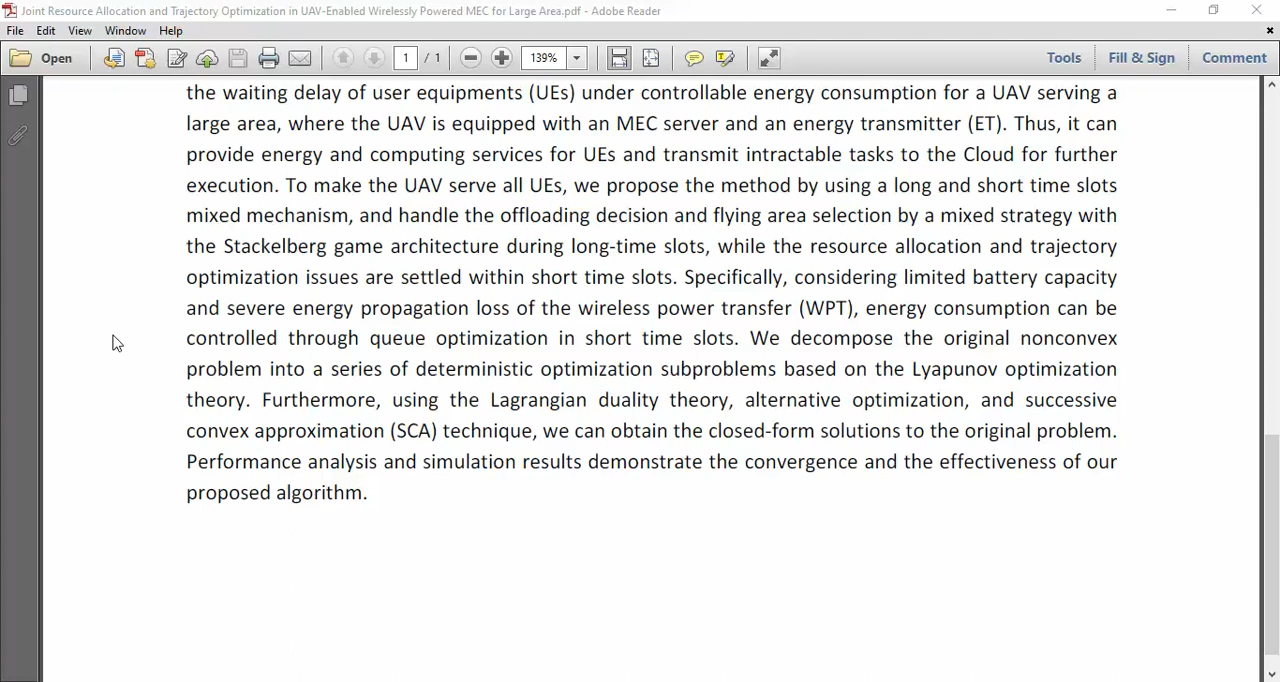 Joint Resource Allocation and Trajectory Optimization in UAV-Enabled Wirelessly Powered MEC for Large Area.pdf - Adobe Reader
File Edit View Window Help
Open 1 / 1 139% Tools Fill & Sign Comment
the waiting delay of user equipments (UEs) under controllable energy consumption for a UAV serving a
large area, where the UAV is equipped with an MEC server and an energy transmitter (ET). Thus, it can
provide energy and computing services for UEs and transmit intractable tasks to the Cloud for further
execution. To make the UAV serve all UEs, we propose the method by using a long and short time slots
mixed mechanism, and handle the offloading decision and flying area selection by a mixed strategy with
the Stackelberg game architecture during long-time slots, while the resource allocation and trajectory
optimization issues are settled within short time slots. Specifically, considering limited battery capacity
and severe energy propagation loss of the wireless power transfer (WPT), energy consumption can be
controlled through queue optimization in short time slots. We decompose the original nonconvex
problem into a series of deterministic optimization subproblems based on the Lyapunov optimization
theory. Furthermore, using the Lagrangian duality theory, alternative optimization, and successive
convex approximation (SCA) technique, we can obtain the closed-form solutions to the original problem.
Performance analysis and simulation results demonstrate the convergence and the effectiveness of our
proposed algorithm.